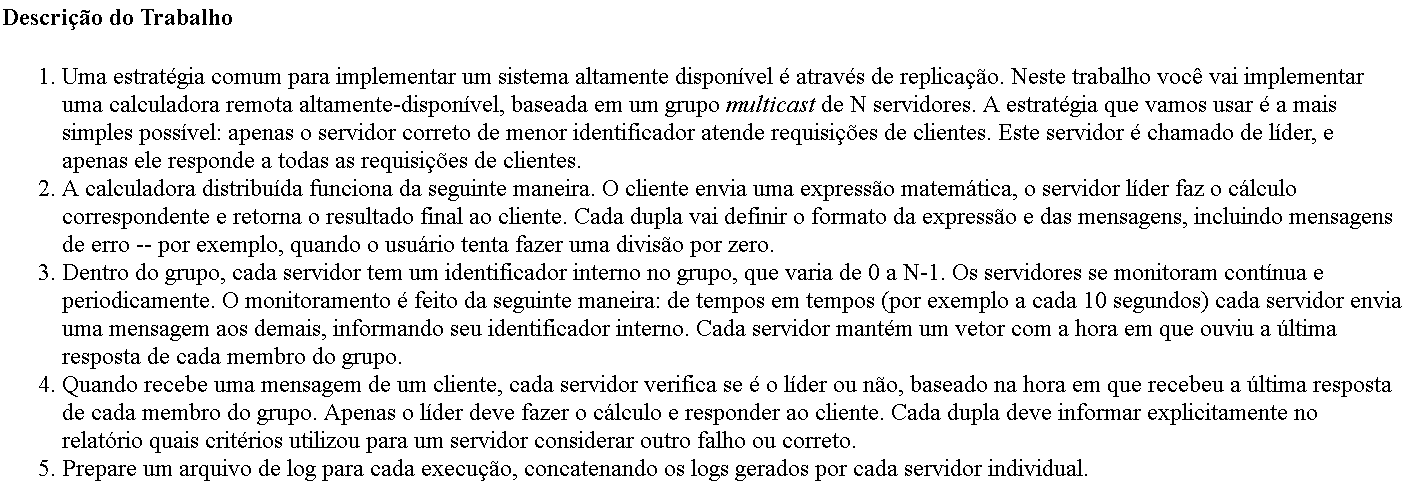 Descrição do Trabalho
1. Uma estratégia comum para implementar um sistema altamente disponível é através de replicação. Neste trabalho você vai implementar
uma calculadora remota altamente-disponível, baseada em um grupo multicast de N servidores. A estratégia que vamos usar é a mais
simples possível: apenas o servidor correto de menor identificador atende requisições de clientes. Este servidor é chamado de líder, e
apenas ele responde a todas as requisições de clientes.
2. A calculadora distribuída funciona da seguinte maneira. O cliente envia uma expressão matemática, o servidor líder faz o cálculo
correspondente e retorna o resultado final ao cliente. Cada dupla vai definir o formato da expressão e das mensagens, incluindo mensagens
de erro -- por exemplo, quando o usuário tenta fazer uma divisão por zero.
3. Dentro do grupo, cada servidor tem um identificador interno no grupo, que varia de 0 a N-1. Os servidores se monitoram contínua e
periodicamente. O monitoramento é feito da seguinte maneira: de tempos em tempos (por exemplo a cada 10 segundos) cada servidor envia
uma mensagem aos demais, informando seu identificador interno. Cada servidor mantém um vetor com a hora em que ouviu a última
resposta de cada membro do grupo.
4. Quando recebe uma mensagem de um cliente, cada servidor verifica se é o líder ou não, baseado na hora em que recebeu a última resposta
de cada membro do grupo. Apenas o líder deve fazer o cálculo e responder ao cliente. Cada dupla deve informar explicitamente no
relatório quais critérios utilizou para um servidor considerar outro falho ou correto.
5. Prepare um arquivo de log para cada execução, concatenando os logs gerados por cada servidor individual.